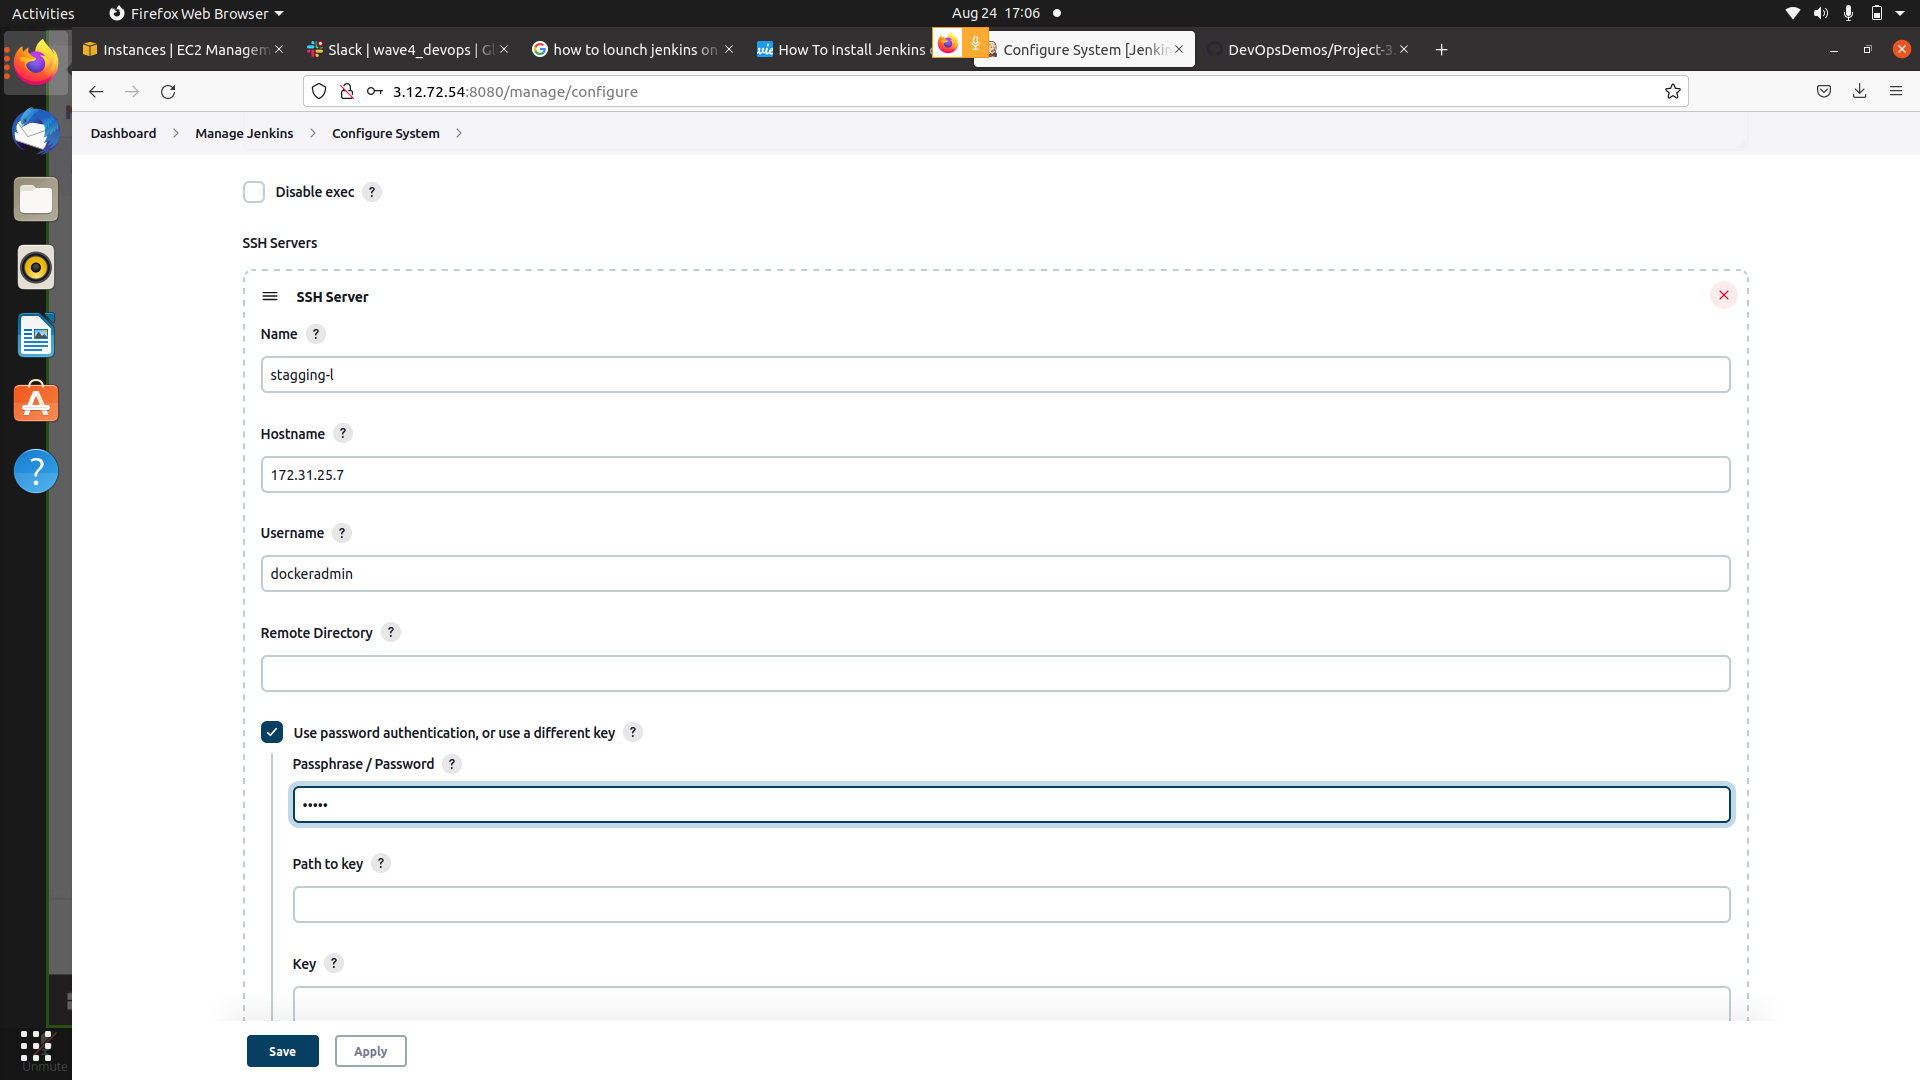 Activities
Firefox Web Browser
Aug 24 17:06
Instances | EC2 Managem
Slack | wave4_devops | Gl
how to lounch jenkins on
How To Install Jenkins
Configure System [Jenkin
DevOpsDemos/Project-3
3.12.72.54:8080/manage/configure
Dashboard
Manage Jenkins
Configure System
Disable exec ?
SSH Servers
SSH Server
Name ?
stagging-l
Hostname ?
172.31.25.7
Username ?
dockeradmin
Remote Directory ?
Use password authentication, or use a different key ?
Passphrase / Password ?
•••••
Path to key ?
Key ?
Save
Apply
Unmute